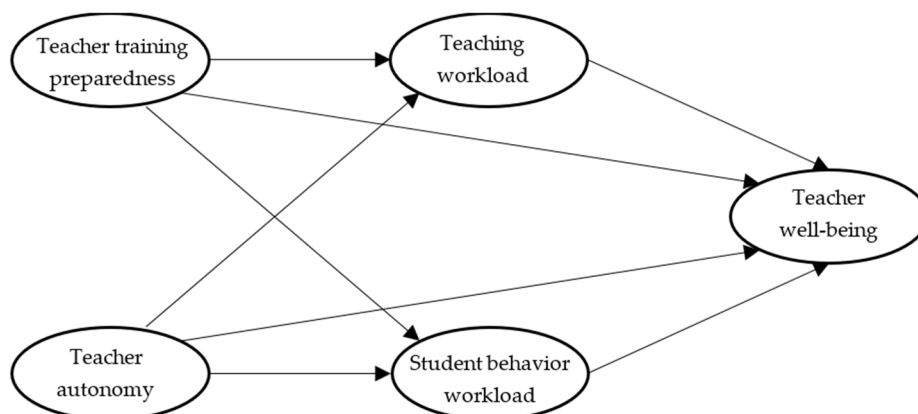 Teacher training
preparedness
Teaching
workload
Teacher
well-being
Teacher
autonomy
Student behavior
workload